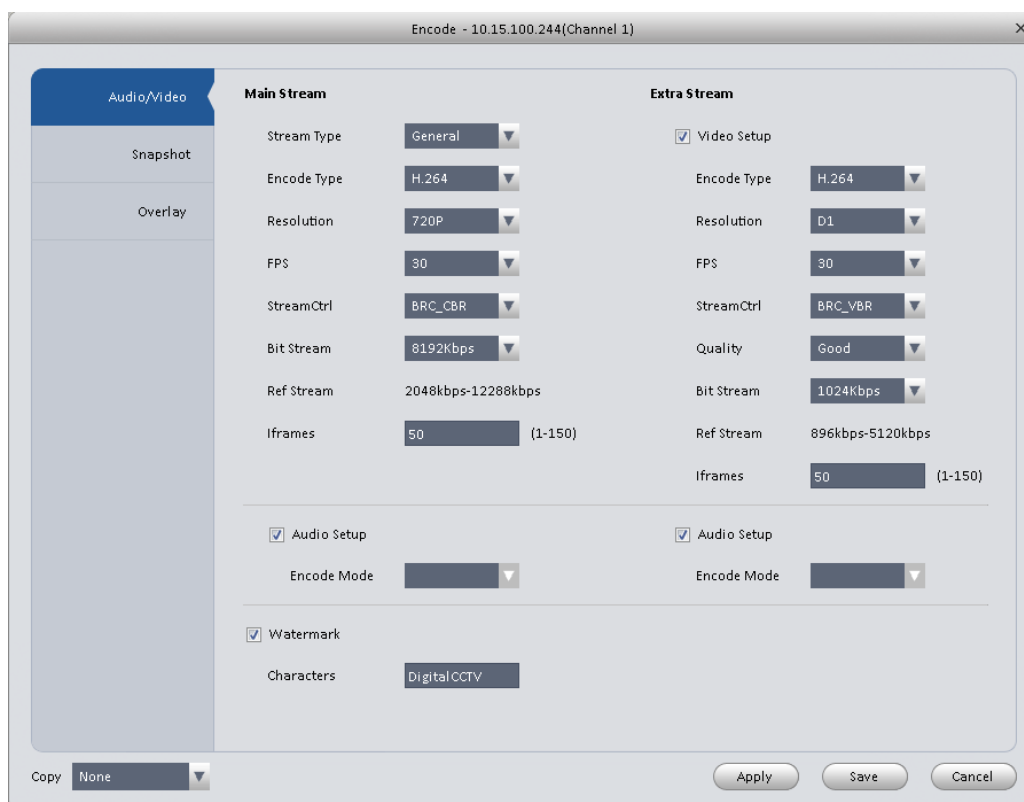 Encode - 10.15.100.244(Channel 1)
Audio/Video
Snapshot
Overlay
Main Stream
Stream Type General
Encode Type H.264
Resolution 720P
FPS 30
StreamCtrl BRC_CBR
Bit Stream 8192Kbps
Ref Stream 2048kbps-12288kbps
Iframes 50 (1-150)
Extra Stream
Video Setup
Encode Type H.264
Resolution D1
FPS 30
StreamCtrl BRC_VBR
Quality Good
Bit Stream 1024Kbps
Ref Stream 896kbps-5120kbps
Iframes 50 (1-150)
Audio Setup
Encode Mode
Audio Setup
Encode Mode
Watermark
Characters DigitalCCTV
Copy None
Apply Save Cancel